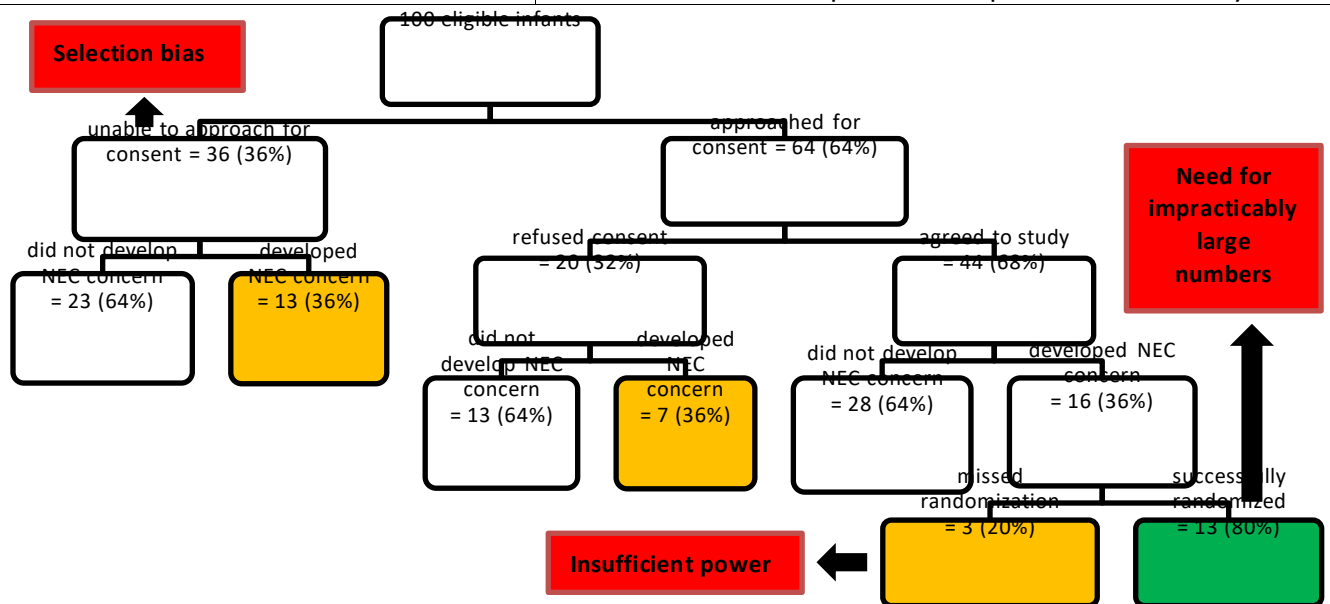 100 eligible infants
Selection bias
unable to approach for
consent = 36 (36%)
approached for
consent = 64 (64%)
Need for
impracticably
large
numbers
did not develop
NEC concern
= 23 (64%)
developed
NEC concern
= 13 (36%)
refused consent
= 20 (32%)
agreed to study
= 44 (68%)
did not
develop NEC
concern
= 13 (64%)
developed
NEC
concern
= 7 (36%)
did not develop
NEC concern
= 28 (64%)
developed NEC
concern
= 16 (36%)
missed
randomization
= 3 (20%)
successfully
randomized
= 13 (80%)
Insufficient power